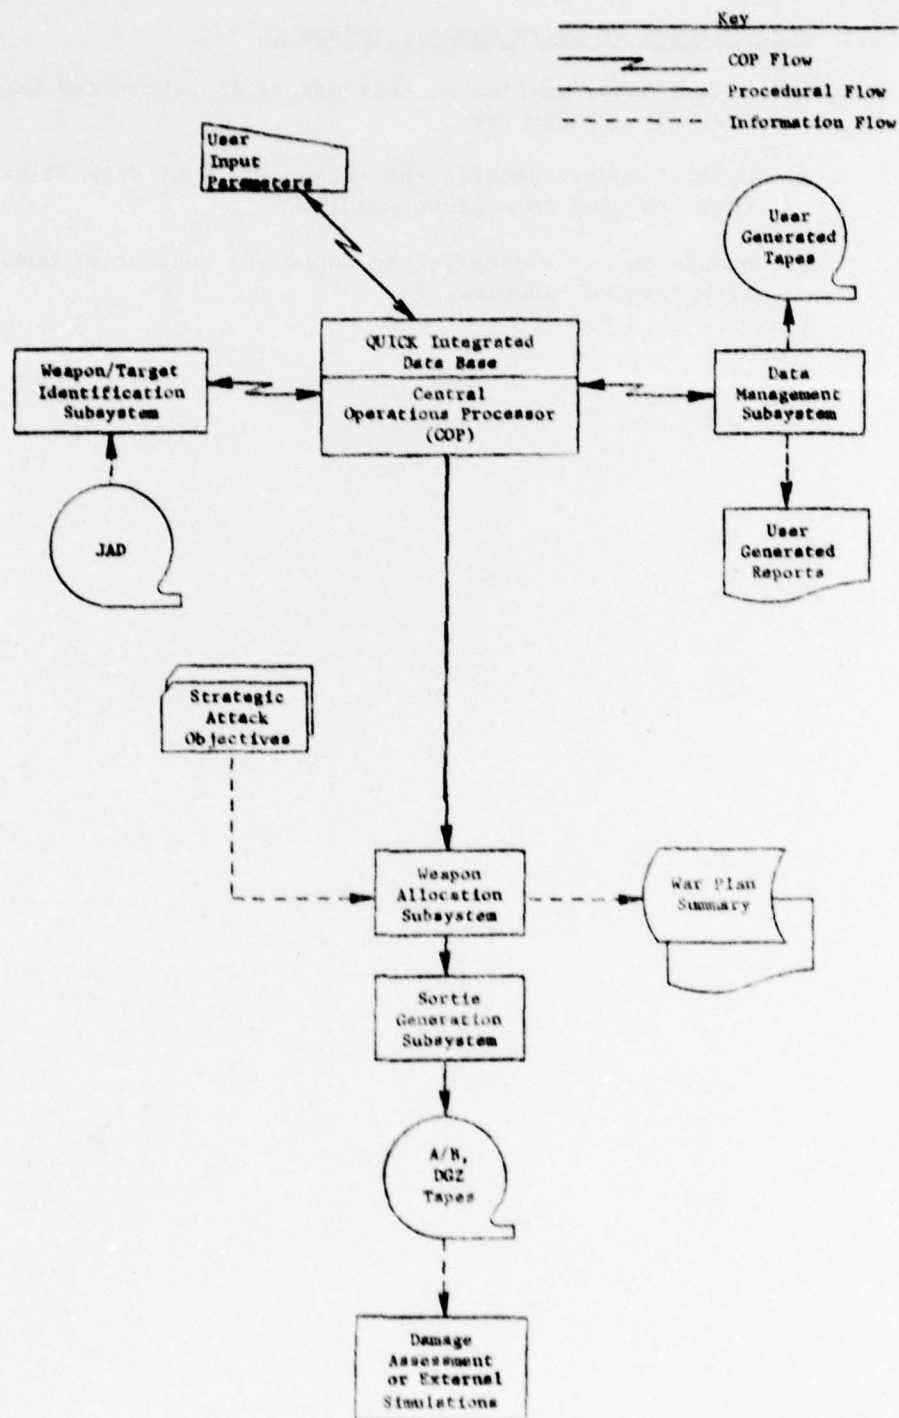 Key
COP Flow
Procedural Flow
Information Flow
User
Input
Parameters
User
Generated
Tapes
QUICK Integrated
Data Base
Central
Operations Processor
(COP)
Weapon/Target
Identification
Subsystem
Data
Management
Subsystem
JAD
User
Generated
Reports
Strategic
Attack
Objectives
Weapon
Allocation
Subsystem
War Plan
Summary
Sortie
Generation
Subsystem
A/B,
DGZ
Tapes
Damage
Assessment
or External
Simulations